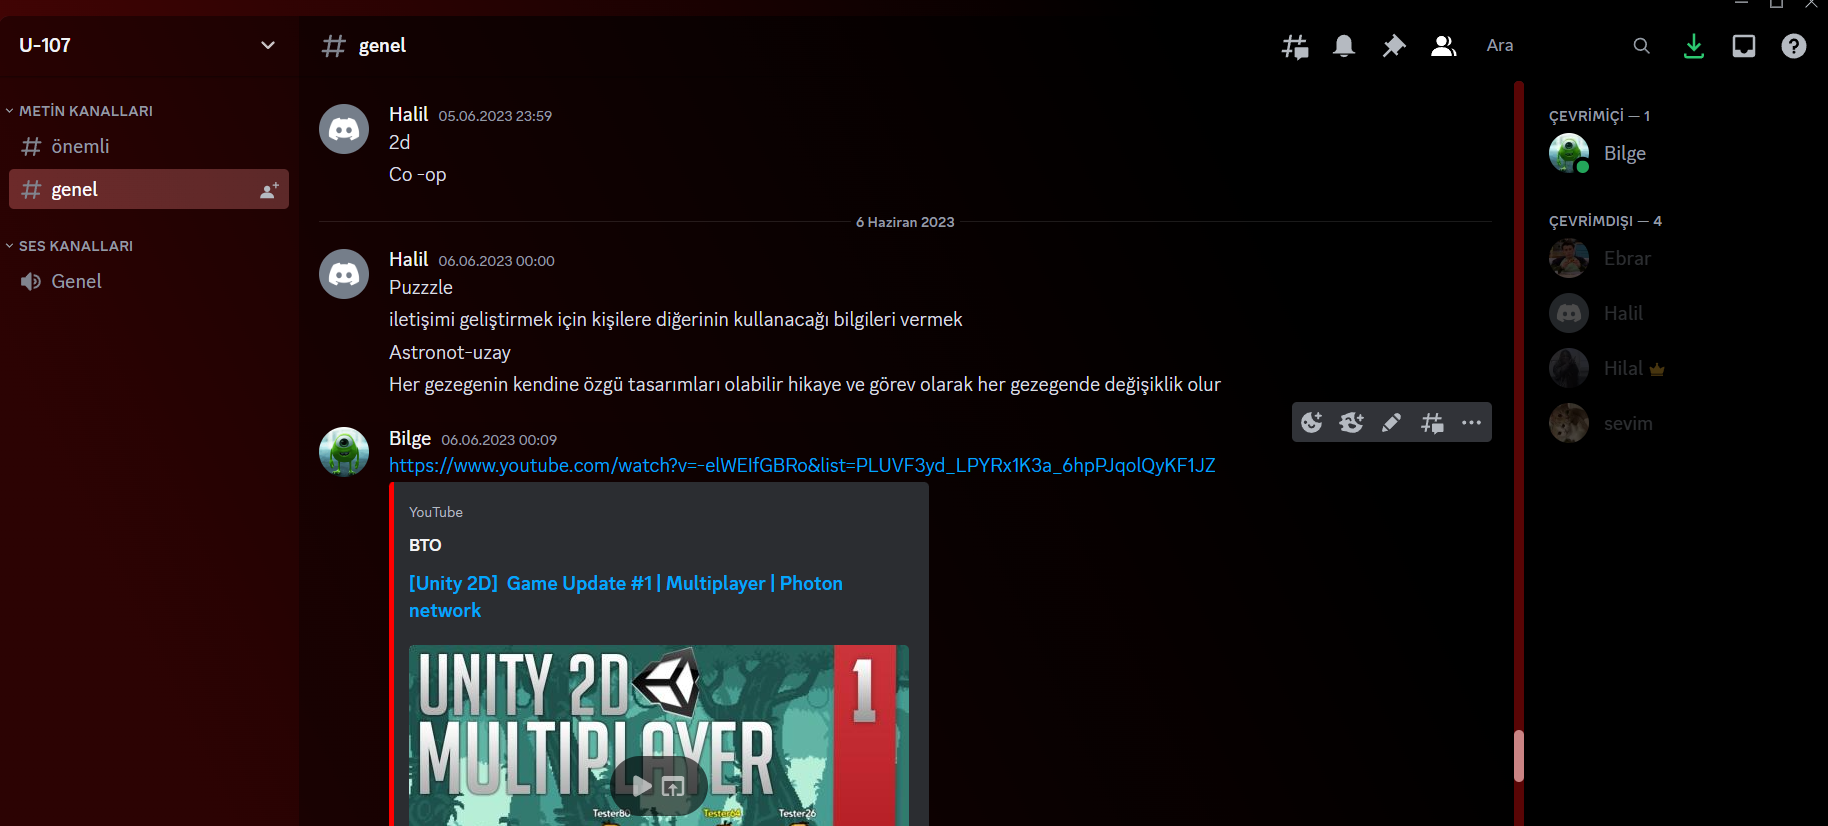 U-107
genel
Ara
METİN KANALLARI
önemli
genel
SES KANALLARI
Genel
Halil 05.06.2023 23:59
2d
Co -op
6 Haziran 2023
Halil 06.06.2023 00:00
Puzzzle
iletişimi geliştirmek için kişilere diğerinin kullanacağı bilgileri vermek
Astronot-uzay
Her gezegenin kendine özgü tasarımları olabilir hikaye ve görev olarak her gezegende değişiklik olur
Bilge 06.06.2023 00:09
https://www.youtube.com/watch?v=-elWEIfGBRo&list=PLUVF3yd_LPYRx1K3a_6hpPJqolQyKF1JZ
YouTube
BTO
[Unity 2D] Game Update #1 | Multiplayer | Photon
network
UNITY 2D
MULTIPLAYER
1
Tester80 Tester64 Tester26
ÇEVRİMİÇİ — 1
Bilge
ÇEVRİMDIŞI — 4
Ebrar
Halil
Hilal
sevim